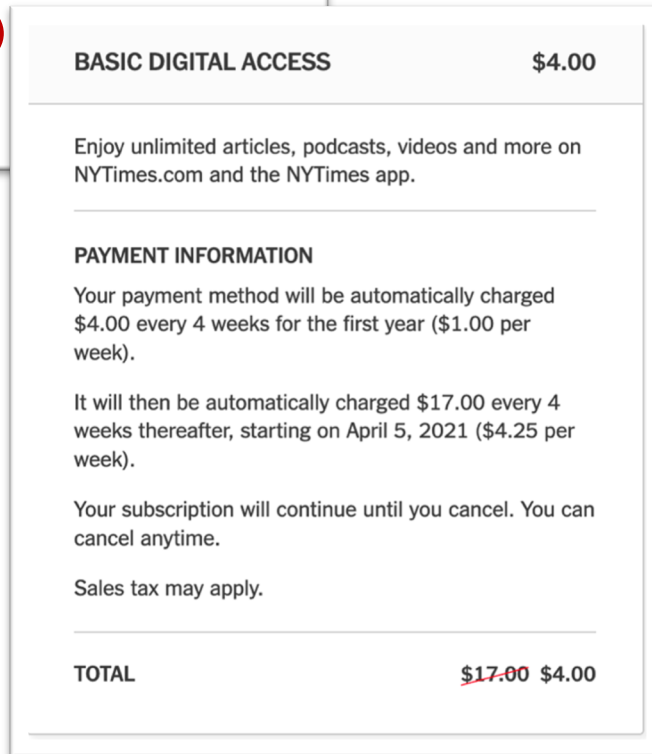 BASIC DIGITAL ACCESS $4.00
Enjoy unlimited articles, podcasts, videos and more on
NYTimes.com and the NYTimes app.
PAYMENT INFORMATION
Your payment method will be automatically charged
$4.00 every 4 weeks for the first year ($1.00 per
week).
It will then be automatically charged $17.00 every 4
weeks thereafter, starting on April 5, 2021 ($4.25 per
week).
Your subscription will continue until you cancel. You can
cancel anytime.
Sales tax may apply.
TOTAL $17.00 $4.00